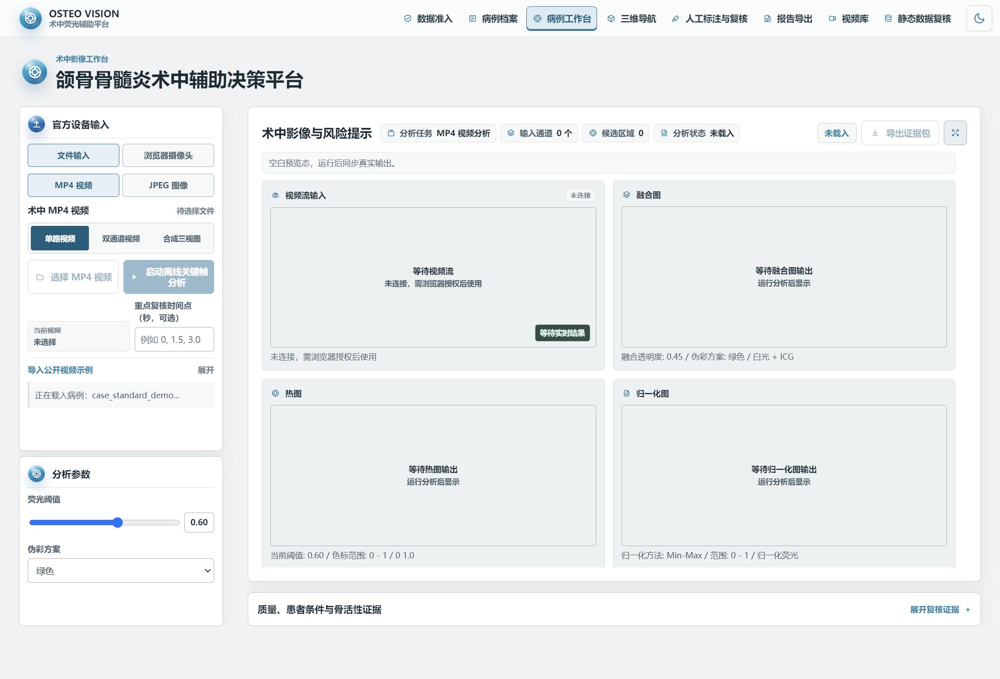 OSTEO VISION
术中荧光辅助平台
数据准入
病例档案
病例工作台
三维导航
人工标注与复核
报告导出
视频库
静态数据复核
术中影像工作台
颌骨骨髓炎术中辅助决策平台
官方设备输入
文件输入
浏览器摄像头
MP4 视频
JPEG 图像
术中 MP4 视频
待选择文件
单路视频
双通道视频
合成三视图
选择 MP4 视频
启动离线关键帧
分析
重点复核时间点
（秒，可选）
当前视频
未选择
例如 0, 1.5, 3.0
导入公开视频示例
展开
正在载入病例：case_standard_demo...
分析参数
荧光阈值
0.60
伪彩方案
绿色
术中影像与风险提示
分析任务 MP4 视频分析
输入通道 0 个
候选区域 0
分析状态 未载入
未载入
导出证据包
空白预览态，运行后同步真实输出。
视频流输入
未连接
等待视频流
未连接，需浏览器授权后使用
等待实时结果
未连接，需浏览器授权后使用
融合图
等待融合图输出
运行分析后显示
融合透明度: 0.45 / 伪彩方案: 绿色 / 白光 + ICG
热图
等待热图输出
运行分析后显示
当前阈值: 0.60 / 色标范围: 0 - 1 / 0 1.0
归一化图
等待归一化图输出
运行分析后显示
归一化方法: Min-Max / 范围: 0 - 1 / 归一化荧光
质量、患者条件与骨活性证据
展开复核证据 +